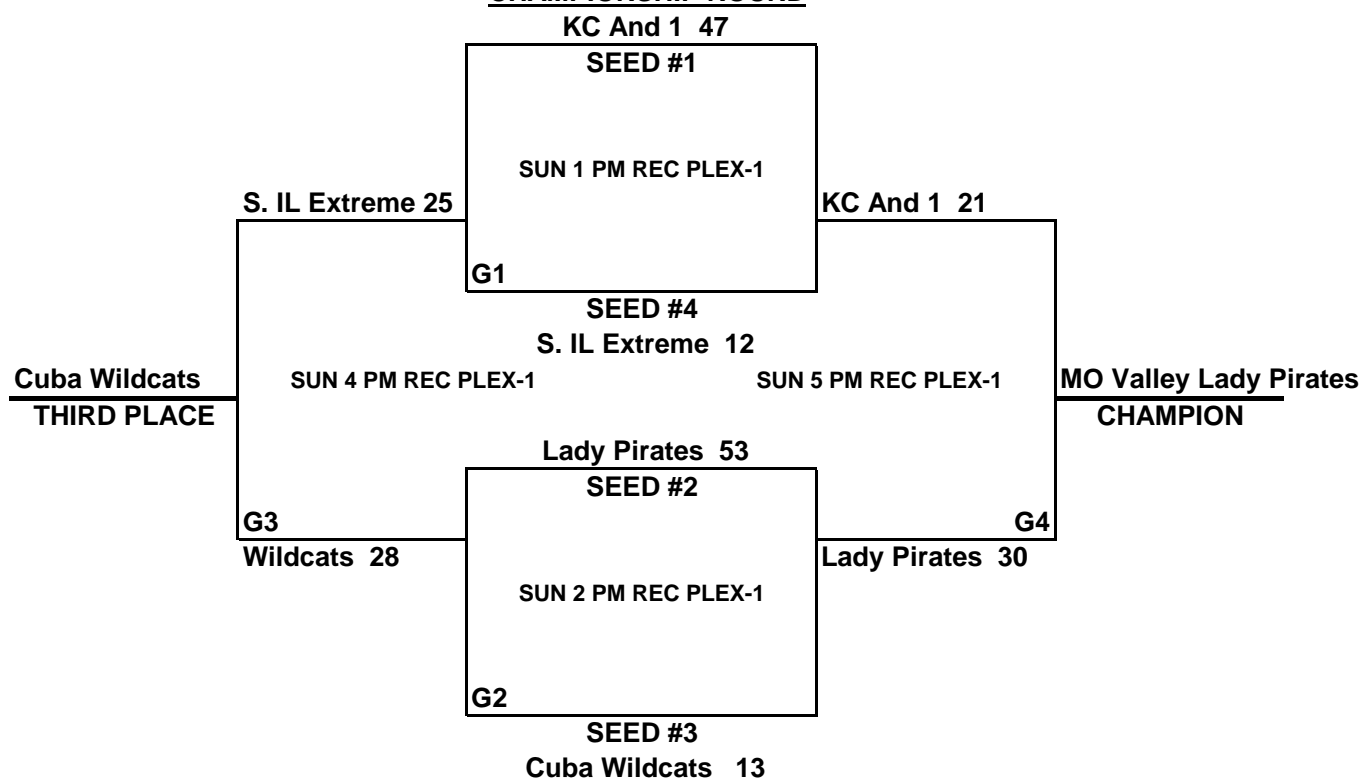 KC And 1 47
SEED #1
SUN 1 PM REC PLEX-1
S. IL Extreme 25
KC And 1 21
G1
SEED #4
S. IL Extreme 12
Cuba Wildcats
SUN 4 PM REC PLEX-1
SUN 5 PM REC PLEX-1
MO Valley Lady Pirates
THIRD PLACE
CHAMPION
Lady Pirates 53
SEED #2
G3
G4
Wildcats 28
Lady Pirates 30
SUN 2 PM REC PLEX-1
G2
SEED #3
Cuba Wildcats 13